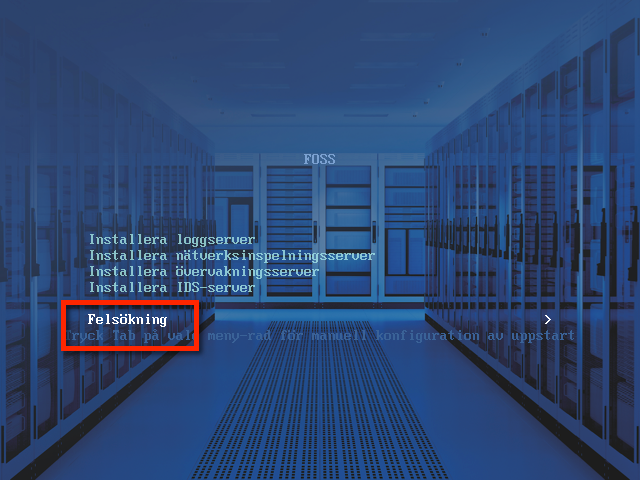 FOSS
Installera loggserver
Installera nätverksinspelningsserver
Installera övervakningsserver
Installera IDS-server
Felsökning >
Tryck Tab på vald meny-rad för manuell konfiguration av uppstart